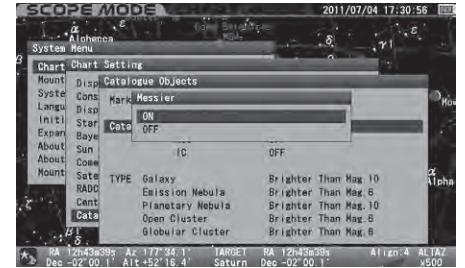 SCOPE MODE 2011/07/04 17:30:56
α
Alphecca
ε
δ
γ
System Menu
Chart Chart Setting
Mount Disp Catalogue Objects
Syste Cons Mark Messier
Langu Disp ON
Initi Star Cata OFF
Expan Baye
About Sun IC OFF
About Come
Mount Sate TYPE Galaxy Brighter Than Mag.10
RADC Emission Nebula Brighter Than Mag.6
Cent Planetary Nebula Brighter Than Mag.10
Cata Open Cluster Brighter Than Mag.6
Globular Cluster Brighter Than Mag.6
Moo
Alpha
ζ
β
δ
RA 12h43m39s Az 177°34.1' TARGET RA 12h43m39s Align:4 ALTAZ
Dec -02°00.1' Alt +52°16.4' Saturn Dec -02°00.1' x500